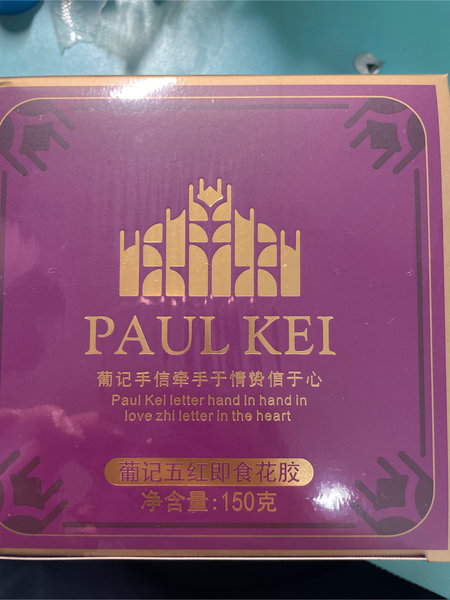 PAUL KEI
葡记手信牵手于情贽信于心
Paul Kei letter hand in hand in
love zhi letter in the heart
葡记五红即食花胶
净含量:150克